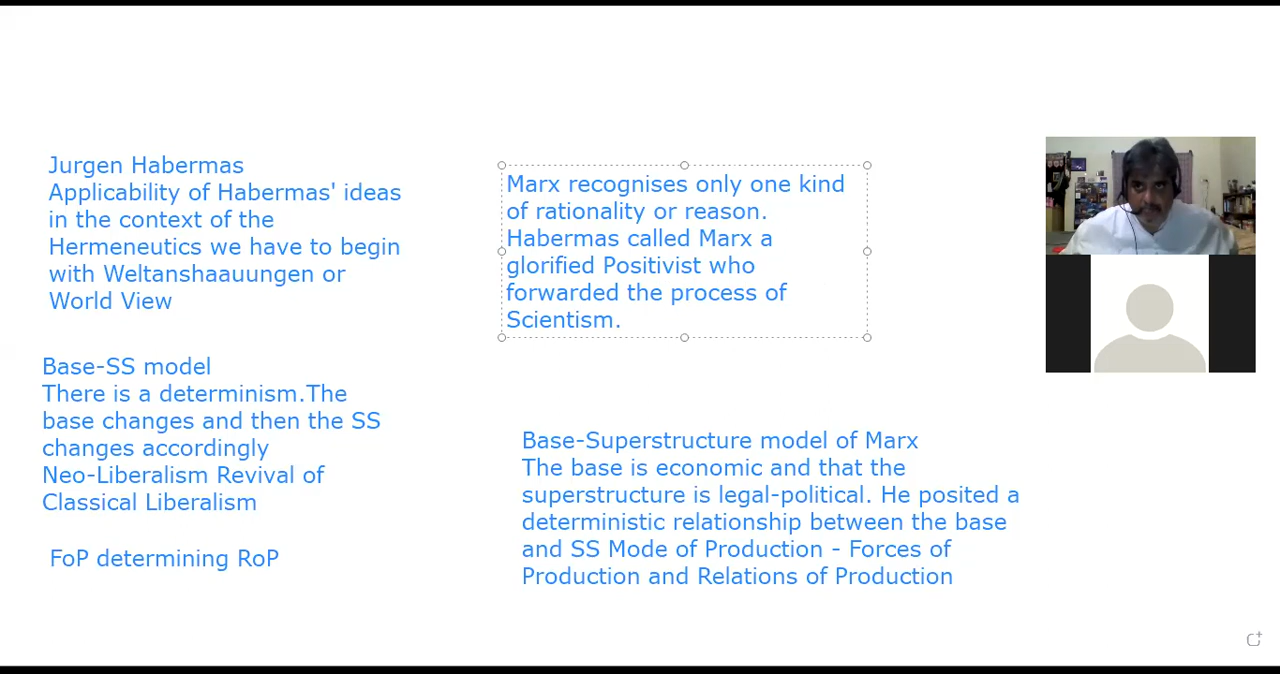 Jurgen Habermas
Applicability of Habermas' ideas
in the context of the
Hermeneutics we have to begin
with Weltanshaauungen or
World View
Base-SS model
There is a determinism.The
base changes and then the SS
changes accordingly
Neo-Liberalism Revival of
Classical Liberalism
FoP determining RoP
Marx recognises only one kind
of rationality or reason.
Habermas called Marx a
glorified Positivist who
forwarded the process of
Scientism.
Base-Superstructure model of Marx
The base is economic and that the
superstructure is legal-political. He posited a
deterministic relationship between the base
and SS Mode of Production - Forces of
Production and Relations of Production